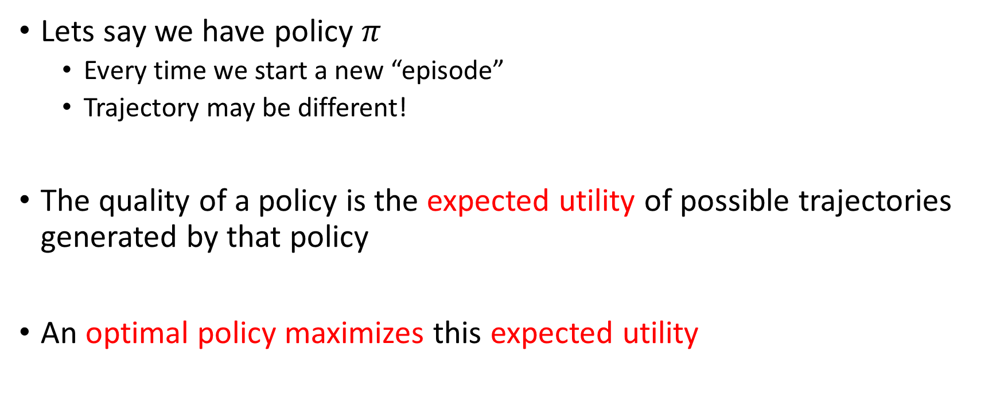 • Lets say we have policy π
• Every time we start a new “episode”
• Trajectory may be different!
• The quality of a policy is the expected utility of possible trajectories
generated by that policy
• An optimal policy maximizes this expected utility